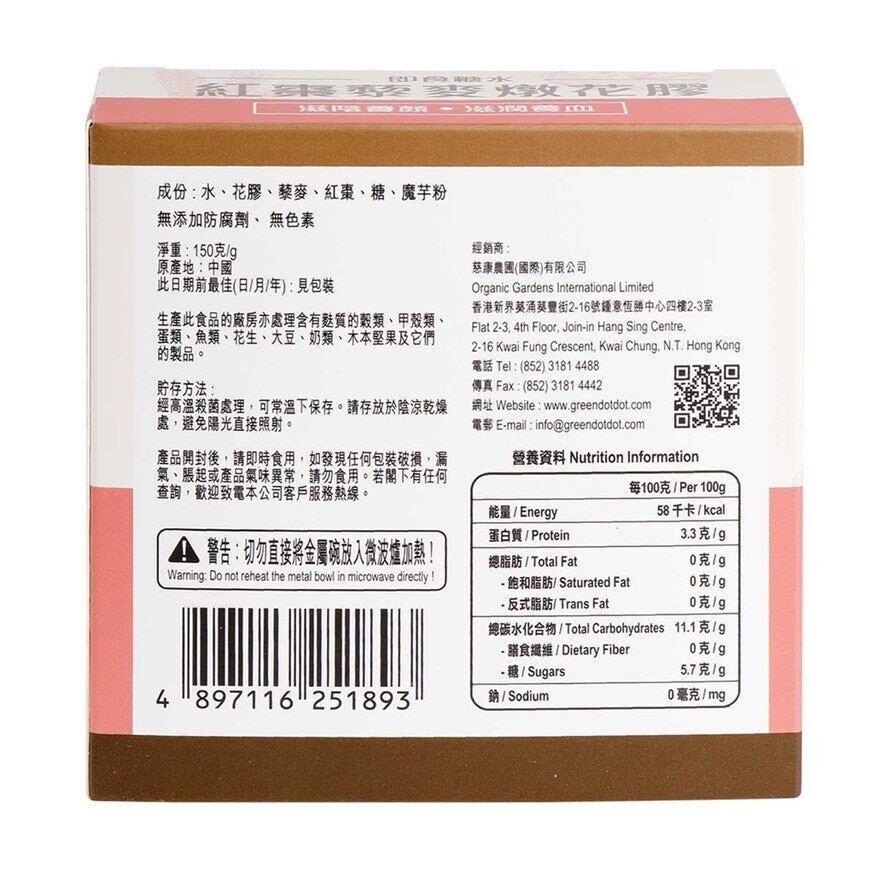 即食糖水
紅棗藜麥燉花膠
滋陰養顏 • 滋潤養血
成份 : 水、花膠、藜麥、紅棗、糖、魔芋粉
無添加防腐劑、 無色素
淨重 : 150克/g
原產地 : 中國
此日期前最佳(日/月/年) : 見包裝
生產此食品的廠房亦處理含有麩質的穀類、甲殼類、
蛋類、魚類、花生、大豆、奶類、木本堅果及它們
的製品。
貯存方法 :
經高溫殺菌處理，可常溫下保存。請存放於陰涼乾燥
處，避免陽光直接照射。
產品開封後，請即時食用，如發現任何包裝破損，漏
氣、脹起或產品氣味異常，請勿食用。若閣下有任何
查詢，歡迎致電本公司客戶服務熱線。
警告 : 切勿直接將金屬碗放入微波爐加熱！
Warning: Do not reheat the metal bowl in microwave directly !
4 897116 251893
經銷商 :
慈康農圃(國際)有限公司
Organic Gardens International Limited
香港新界葵涌葵豐街2-16號鍾意恆勝中心四樓2-3室
Flat 2-3, 4th Floor, Join-in Hang Sing Centre,
2-16 Kwai Fung Crescent, Kwai Chung, N.T. Hong Kong
電話 Tel : (852) 3181 4488
傳真 Fax : (852) 3181 4442
網址 Website : www.greendotdot.com
電郵 E-mail : info@greendotdot.com
營養資料 Nutrition Information
每100克 / Per 100g
能量 / Energy 58 千卡 / kcal
蛋白質 / Protein 3.3 克 / g
總脂肪 / Total Fat 0 克 / g
- 飽和脂肪/ Saturated Fat 0 克 / g
- 反式脂肪/ Trans Fat 0 克 / g
總碳水化合物 / Total Carbohydrates 11.1 克 / g
- 膳食纖維 / Dietary Fiber 0 克 / g
- 糖 / Sugars 5.7 克 / g
鈉 / Sodium 0 毫克 / mg